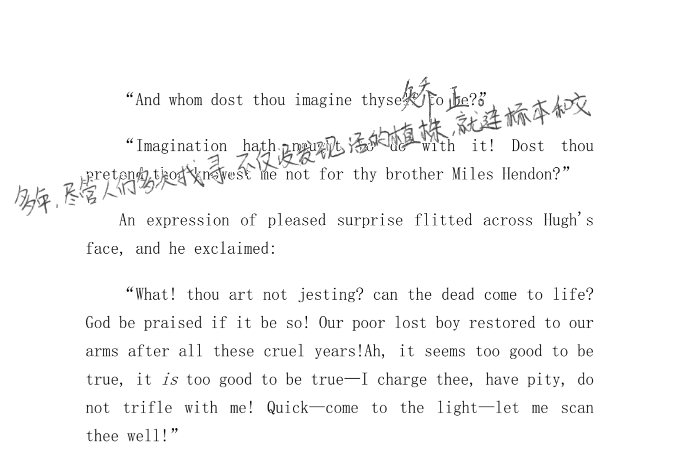 “And whom dost thou imagine thyself to be?”
矫正。
“Imagination hath naught to do with it! Dost thou
pretend thou knowest me not for thy brother Miles Hendon?”
多年,尽管人们多次找寻,不仅没发现活的植株,就连标本和文
An expression of pleased surprise flitted across Hugh's
face, and he exclaimed:
“What! thou art not jesting? can the dead come to life?
God be praised if it be so! Our poor lost boy restored to our
arms after all these cruel years!Ah, it seems too good to be
true, it is too good to be true—I charge thee, have pity, do
not trifle with me! Quick—come to the light—let me scan
thee well!”